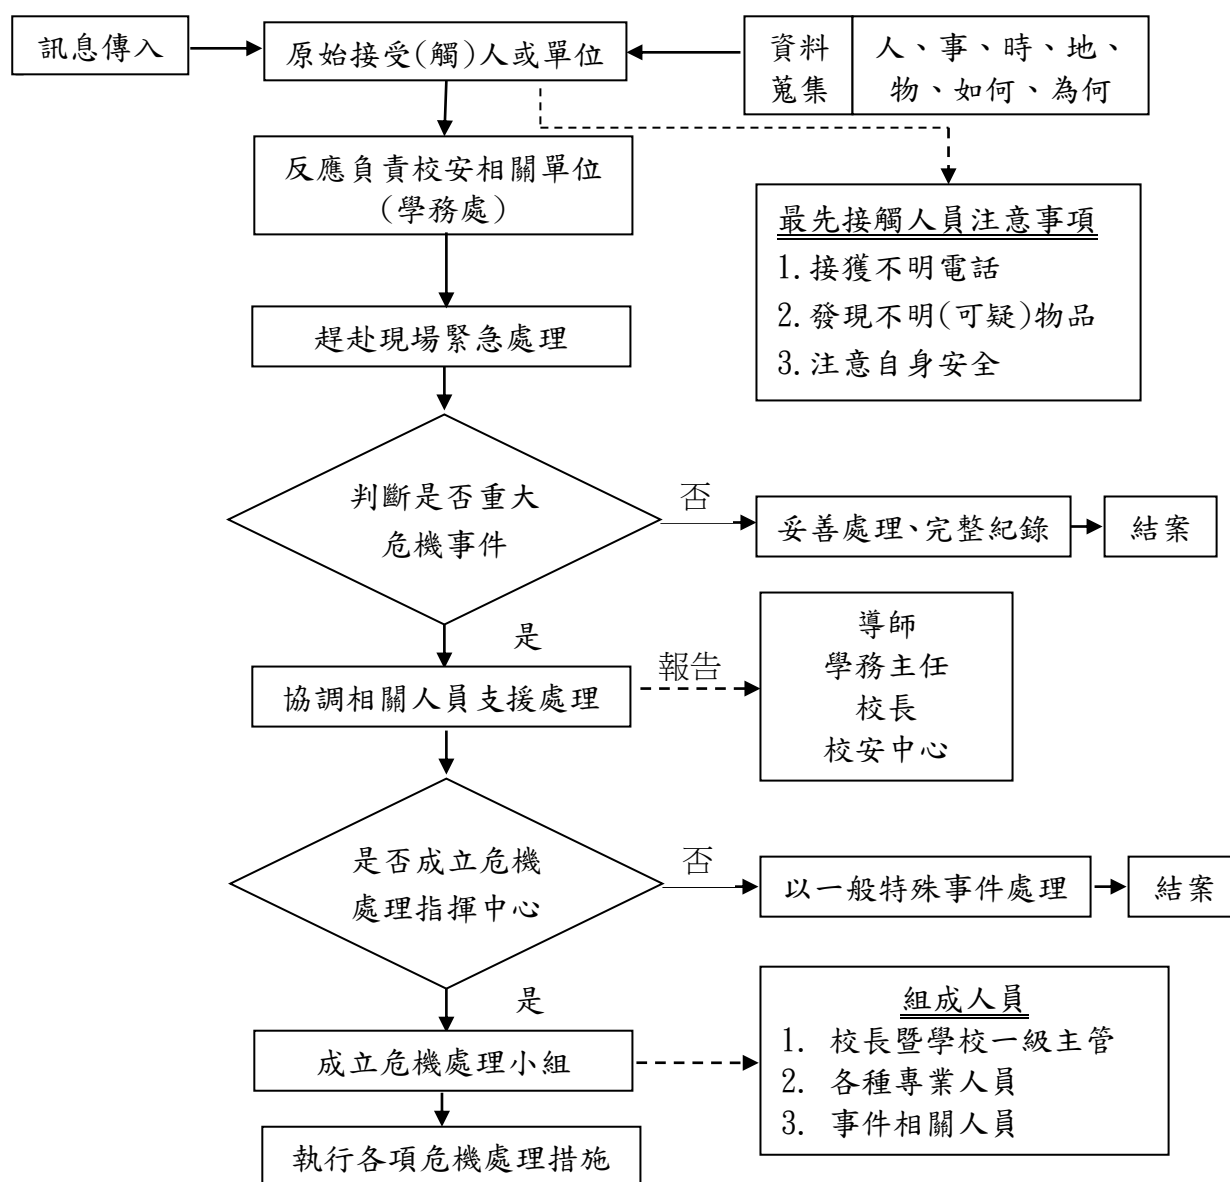 訊息傳入
原始接受(觸)人或單位
資料
蒐集
人、事、時、地、
物、如何、為何
反應負責校安相關單位
(學務處)
最先接觸人員注意事項
1.接獲不明電話
2.發現不明(可疑)物品
3.注意自身安全
趕赴現場緊急處理
判斷是否重大
危機事件
否
妥善處理、完整紀錄
結案
是
協調相關人員支援處理
報告
導師
學務主任
校長
校安中心
是否成立危機
處理指揮中心
否
以一般特殊事件處理
結案
是
成立危機處理小組
組成人員
1. 校長暨學校一級主管
2. 各種專業人員
3. 事件相關人員
執行各項危機處理措施